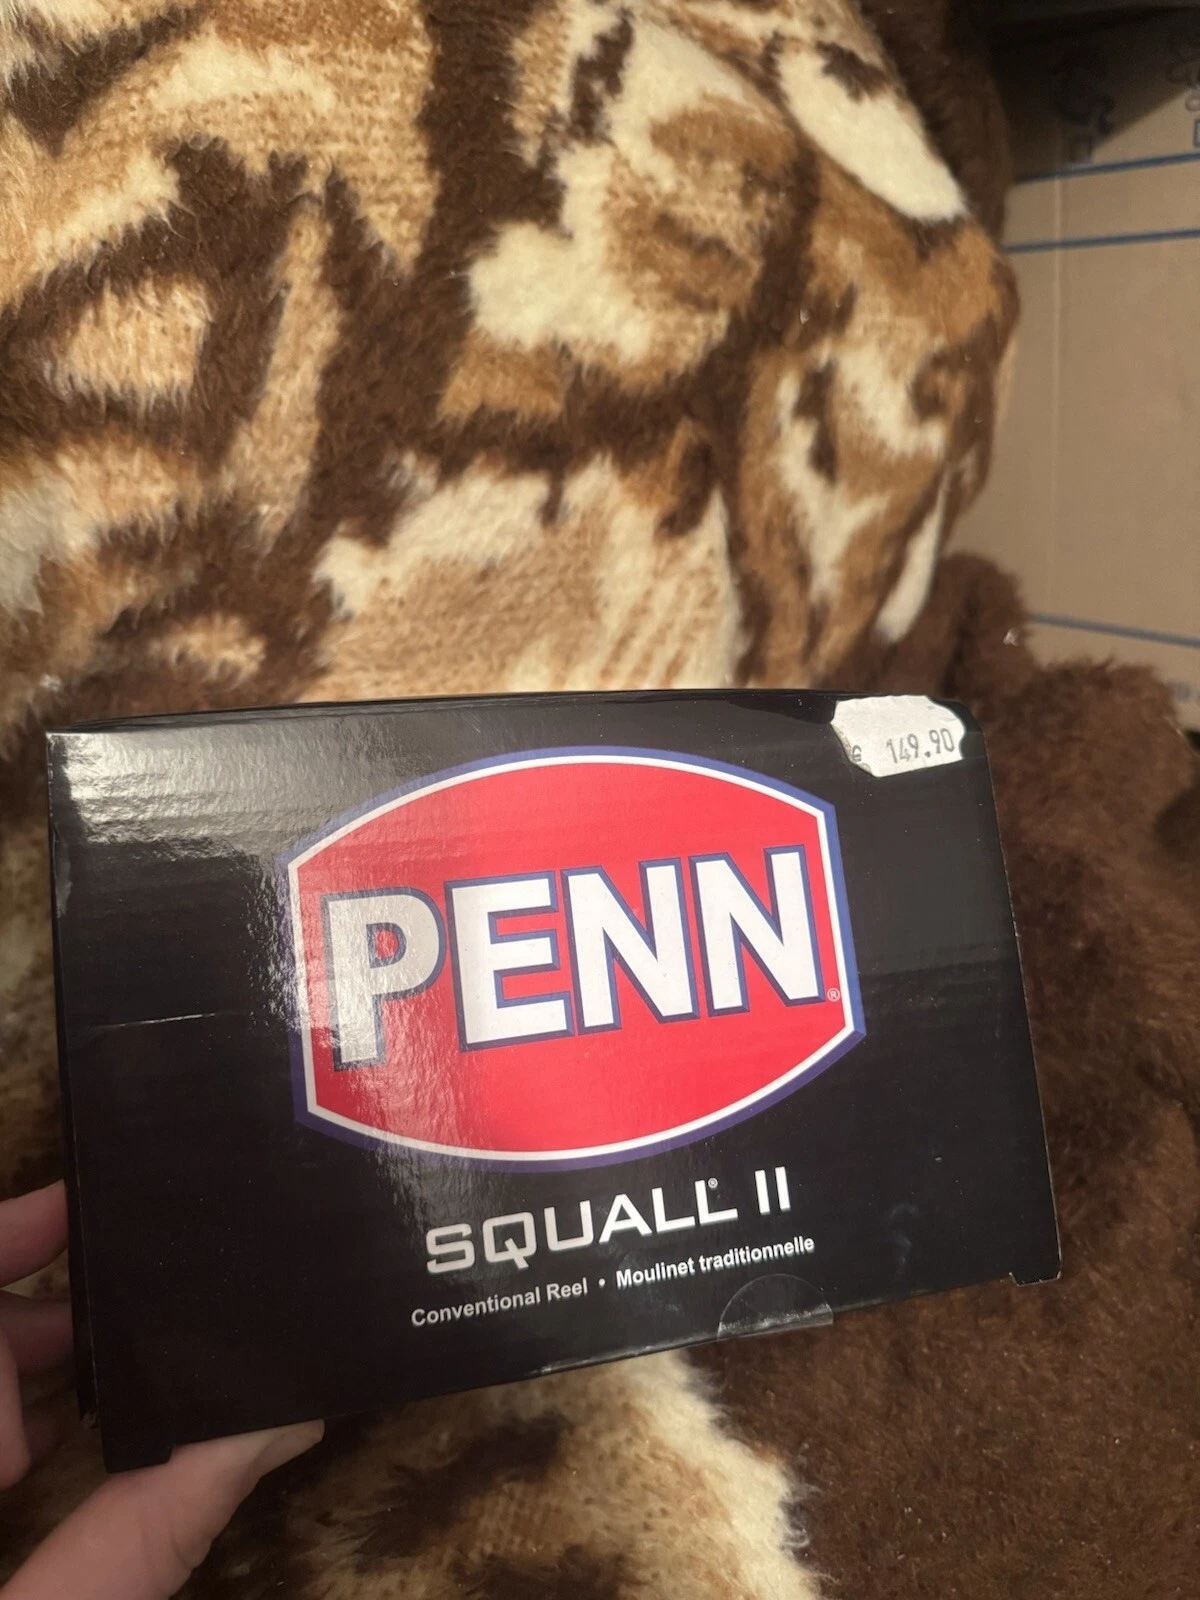 € 149.90
PENN®
SQUALL® II
Conventional Reel • Moulinet traditionnelle